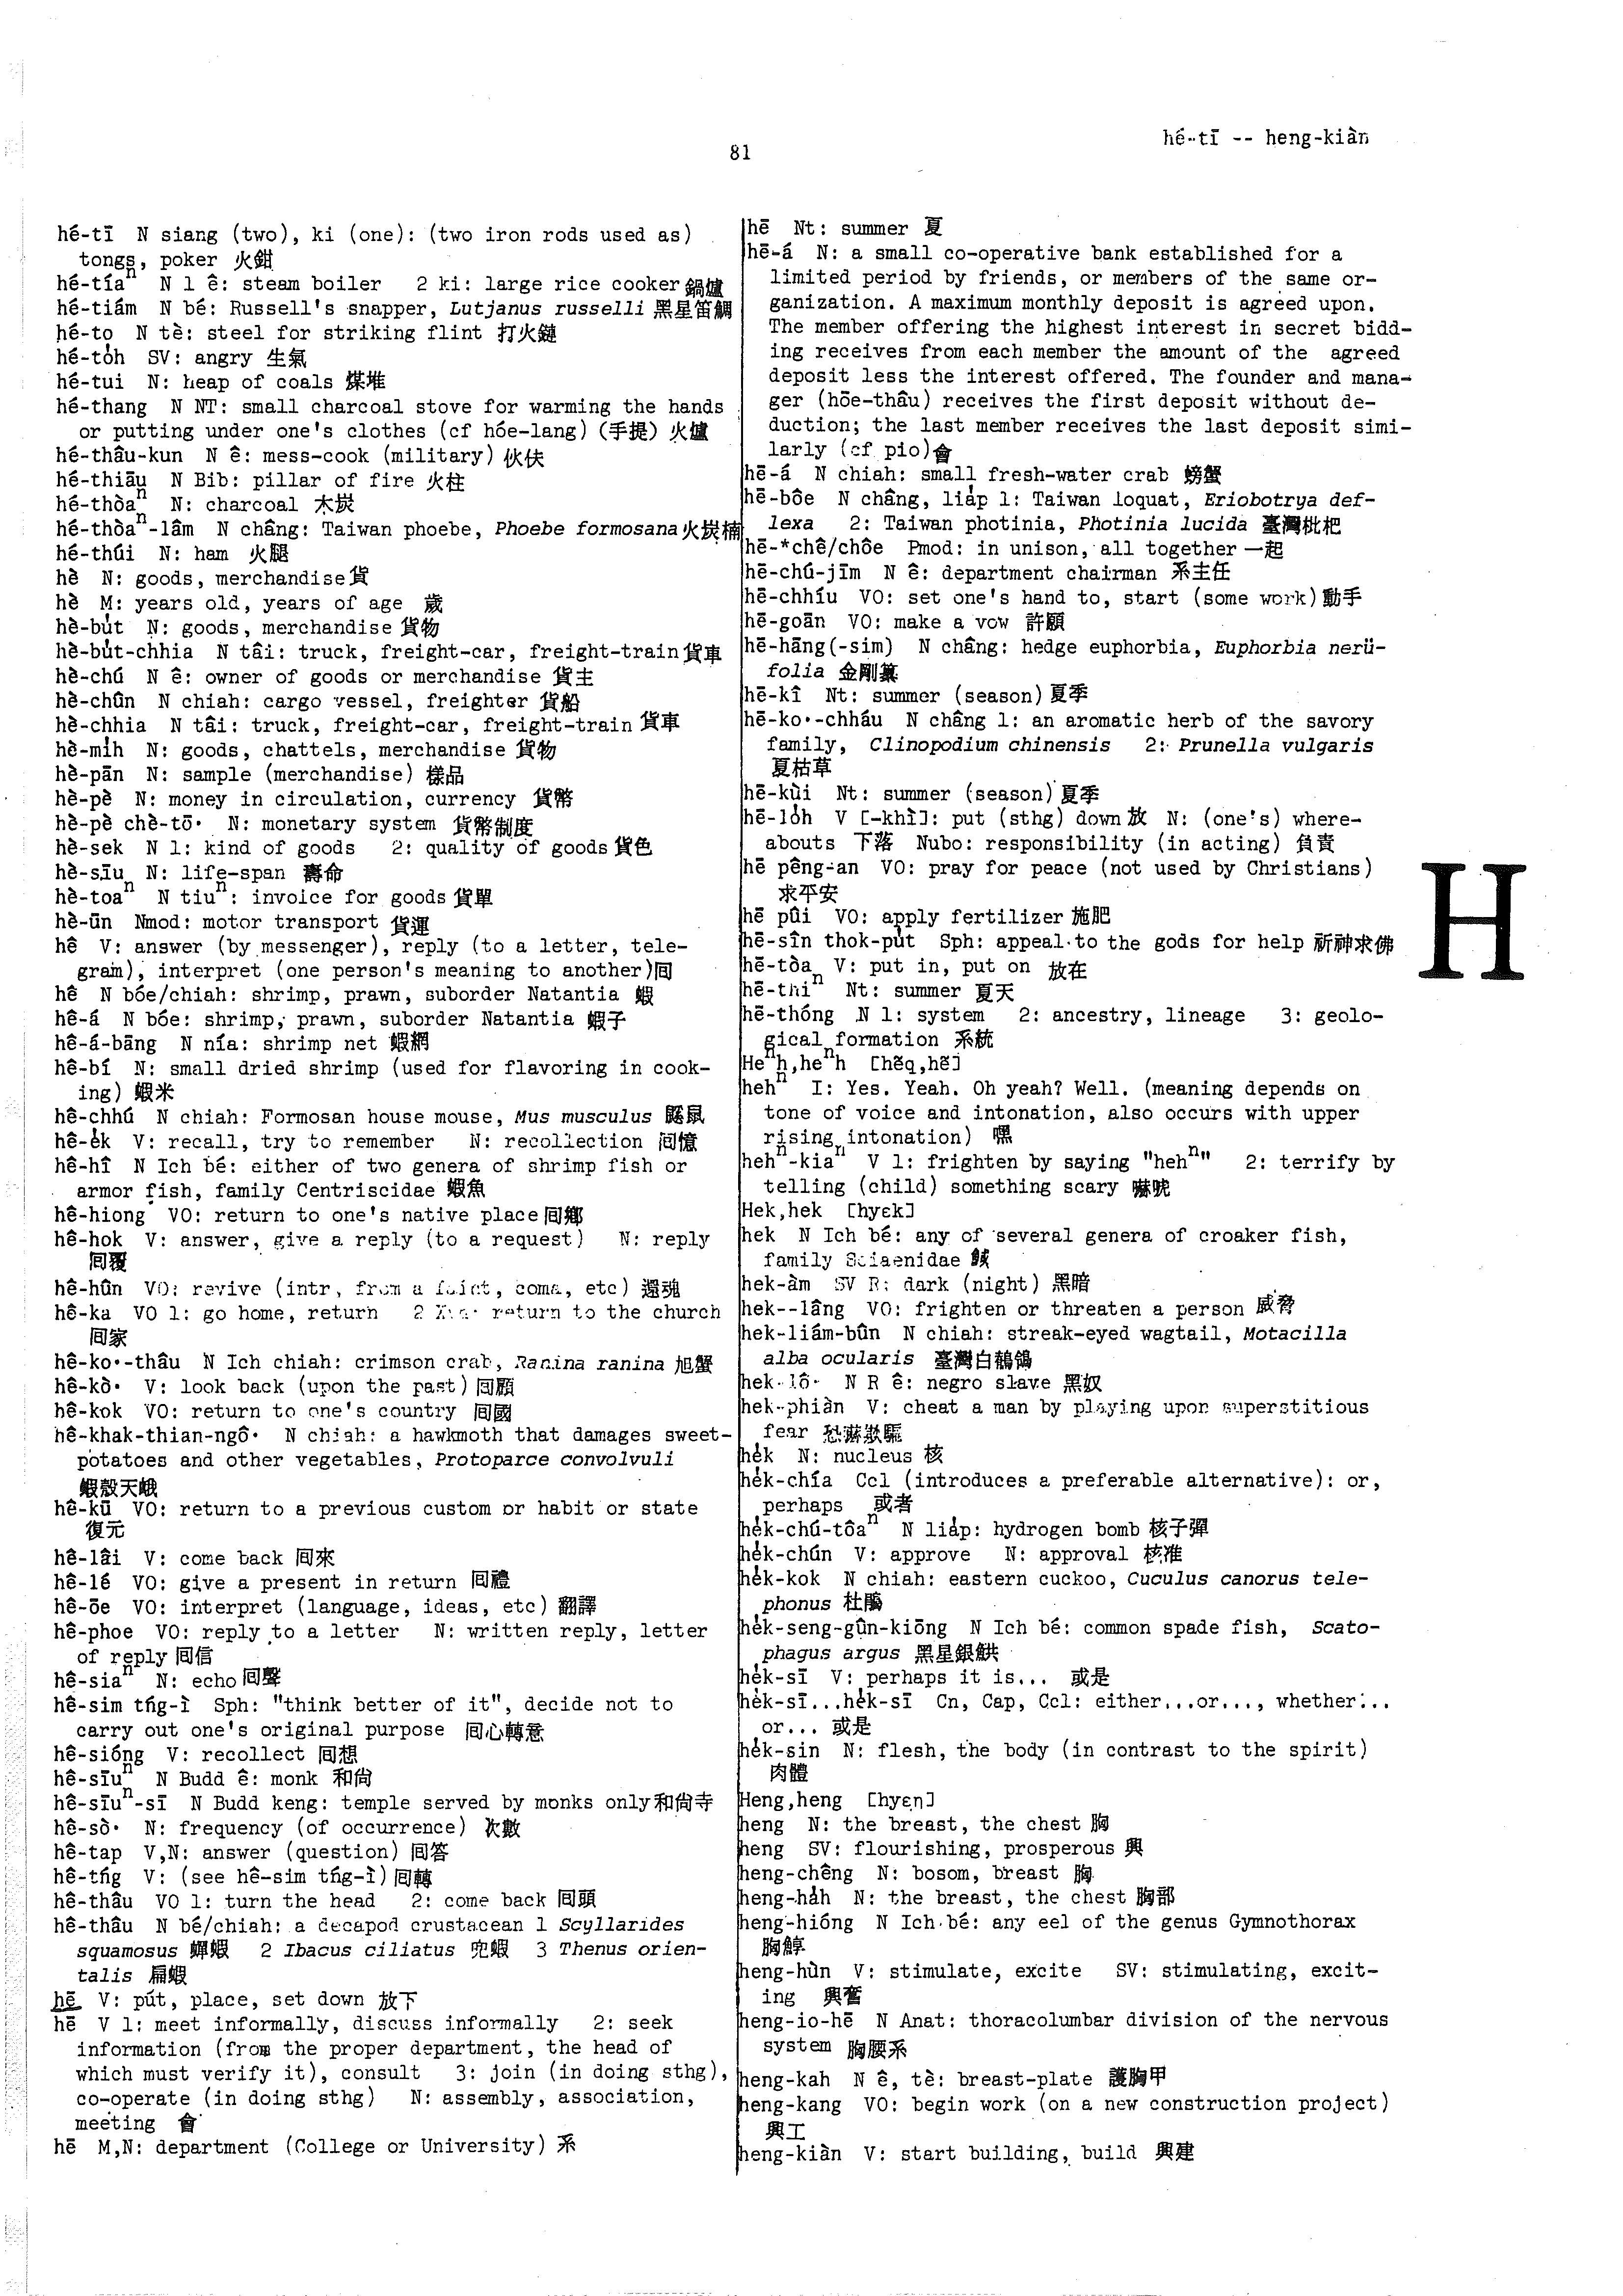 hé-tī -- heng-kiàn
81
hé-tī N siang (two), ki (one): (two iron rods used as)
tongs, poker 火鉗
hé-tíaⁿ N 1 ê: steam boiler 2 ki: large rice cooker 鍋爐
hé-tiám N bé: Russell's snapper, Lutjanus russelli 黑星笛鯛
hé-to N tè: steel for striking flint 打火鏈
hé-to̍h SV: angry 生氣
hé-tui N: heap of coals 煤堆
hé-thang N NT: small charcoal stove for warming the hands
or putting under one's clothes (cf hóe-lang) (手提) 火爐
hé-thâu-kun N ê: mess-cook (military) 伙伕
hé-thiāu N Bib: pillar of fire 火柱
hé-thòaⁿ N: charcoal 木炭
hé-thòaⁿ-lâm N châng: Taiwan phoebe, Phoebe formosana 火炭楠
hé-thúi N: ham 火腿
hè N: goods, merchandise 貨
hè M: years old, years of age 歲
hè-bu̍t N: goods, merchandise 貨物
hè-bu̍t-chhia N tâi: truck, freight-car, freight-train 貨車
hè-chú N ê: owner of goods or merchandise 貨主
hè-chûn N chiah: cargo vessel, freighter 貨船
hè-chhia N tâi: truck, freight-car, freight-train 貨車
hè-mi̍h N: goods, chattels, merchandise 貨物
hè-pān N: sample (merchandise) 樣品
hè-pè N: money in circulation, currency 貨幣
hè-pè chè-tō· N: monetary system 貨幣制度
hè-sek N 1: kind of goods 2: quality of goods 貨色
hè-sīu N: life-span 壽命
hè-toaⁿ N tiuⁿ: invoice for goods 貨單
hè-ūn Nmod: motor transport 貨運
hê V: answer (by messenger), reply (to a letter, tele-
gram), interpret (one person's meaning to another) 回
hê N bóe/chiah: shrimp, prawn, suborder Natantia 蝦
hê-á N bóe: shrimp, prawn, suborder Natantia 蝦子
hê-á-bāng N nía: shrimp net 蝦網
hê-bí N: small dried shrimp (used for flavoring in cook-
ing) 蝦米
hê-chhú N chiah: Formosan house mouse, Mus musculus 鼷鼠
hê-ek V: recall, try to remember N: recollection 回憶
hê-hî N Ich bé: either of two genera of shrimp fish or
armor fish, family Centriscidae 蝦魚
hê-hiong VO: return to one's native place 回鄉
hê-hok V: answer, give a reply (to a request) N: reply
回覆
hê-hûn VO: revive (intr, from a faint, coma, etc) 還魂
hê-ka VO 1: go home, return 2 return to the church
回家
hê-ko·-thâu N Ich chiah: crimson crab, Ranina ranina 旭蟹
hê-kò· V: look back (upon the past) 回顧
hê-kok VO: return to one's country 回國
hê-khak-thian-ngô· N chiah: a hawkmoth that damages sweet-
potatoes and other vegetables, Protoparce convolvuli
蝦殼天蛾
hê-kū VO: return to a previous custom or habit or state
復元
hê-lâi V: come back 回來
hê-lé VO: give a present in return 回禮
hê-ōe VO: interpret (language, ideas, etc) 翻譯
hê-phoe VO: reply to a letter N: written reply, letter
of reply 回信
hê-siaⁿ N: echo 回聲
hê-sim tńg-ì Sph: "think better of it", decide not to
carry out one's original purpose 回心轉意
hê-sióng V: recollect 回想
hê-sīuⁿ N Budd ê: monk 和尚
hê-sīuⁿ-sī N Budd keng: temple served by monks only 和尚寺
hê-sò· N: frequency (of occurrence) 次數
hê-tap V,N: answer (question) 回答
hê-tńg V: (see hê-sim tńg-ì) 回轉
hê-thâu VO 1: turn the head 2: come back 回頭
hê-thâu N bé/chiah: a decapod crustacean 1 Scyllarides
squamosus 蟬蝦 2 Ibacus ciliatus 兜蝦 3 Thenus orien-
talis 扁蝦
hē V: put, place, set down 放下
hē V 1: meet informally, discuss informally 2: seek
information (from the proper department, the head of
which must verify it), consult 3: join (in doing sthg),
co-operate (in doing sthg) N: assembly, association,
meeting 會
hē M,N: department (College or University) 系
hē Nt: summer 夏
hē-á N: a small co-operative bank established for a
limited period by friends, or members of the same or-
ganization. A maximum monthly deposit is agreed upon.
The member offering the highest interest in secret bidd-
ing receives from each member the amount of the agreed
deposit less the interest offered. The founder and mana-
ger (hōe-thâu) receives the first deposit without de-
duction; the last member receives the last deposit simi-
larly (cf pio) 會
hē-á N chiah: small fresh-water crab 螃蟹
hē-bôe N châng, lia̍p 1: Taiwan loquat, Eriobotrya def-
lexa 2: Taiwan photinia, Photinia lucida 臺灣枇杷
hē-*chê/chôe Pmod: in unison, all together 一起
hē-chú-jīm N ê: department chairman 系主任
hē-chhíu VO: set one's hand to, start (some work) 動手
hē-goān VO: make a vow 許願
hē-hāng(-sim) N châng: hedge euphorbia, Euphorbia nerii-
folia 金剛纂
hē-kî Nt: summer (season) 夏季
hē-ko·-chháu N châng 1: an aromatic herb of the savory
family, Clinopodium chinensis 2: Prunella vulgaris
夏枯草
hē-kùi Nt: summer (season) 夏季
hē-lo̍h V [-khì]: put (sthg) down 放 N: (one's) where-
abouts 下落 Nubo: responsibility (in acting) 負責
hē pêng-an VO: pray for peace (not used by Christians)
求平安
hē pûi VO: apply fertilizer 施肥
hē-sîn thok-pu̍t Sph: appeal to the gods for help 祈神求佛
hē-tòa V: put in, put on 放在
hē-thiⁿ Nt: summer 夏天
hē-thóng N 1: system 2: ancestry, lineage 3: geolo-
gical formation 系統
Heⁿh,heⁿh [hẽq,hẽ]
hehⁿ I: Yes. Yeah. Oh yeah? Well. (meaning depends on
tone of voice and intonation, also occurs with upper
rising intonation) 嘿
hehⁿ-kiaⁿ V 1: frighten by saying "hehⁿ" 2: terrify by
telling (child) something scary 嚇唬
Hek,hek [hyɛk]
hek N Ich bé: any of several genera of croaker fish,
family Sciaenidae
hek-àm SV R: dark (night) 黑暗
hek--lâng VO: frighten or threaten a person 威脅
hek-liám-bûn N chiah: streak-eyed wagtail, Motacilla
alba ocularis 臺灣白鶺鴒
hek-lô· N R ê: negro slave 黑奴
hek-phiàn V: cheat a man by playing upon superstitious
fear 恐嚇欺騙
he̍k N: nucleus 核
he̍k-chía Ccl (introduces a preferable alternative): or,
perhaps 或者
he̍k-chú-tôaⁿ N lia̍p: hydrogen bomb 核子彈
he̍k-chún V: approve N: approval 核准
he̍k-kok N chiah: eastern cuckoo, Cuculus canorus tele-
phonus 杜鵑
he̍k-seng-gûn-kiōng N Ich bé: common spade fish, Scato-
phagus argus 黑星銀䱋
he̍k-sī V: perhaps it is... 或是
he̍k-sī...he̍k-sī Cn, Cap, Ccl: either...or..., whether...
or... 或是
he̍k-sin N: flesh, the body (in contrast to the spirit)
肉體
Heng,heng [hyɛŋ]
heng N: the breast, the chest 胸
heng SV: flourishing, prosperous 興
heng-chêng N: bosom, breast 胸
heng-ha̍h N: the breast, the chest 胸部
heng-hióng N Ich bé: any eel of the genus Gymnothorax
胸鯙
heng-hùn V: stimulate, excite SV: stimulating, excit-
ing 興奮
heng-io-hē N Anat: thoracolumbar division of the nervous
system 胸腰系
heng-kah N ê, tè: breast-plate 護胸甲
heng-kang VO: begin work (on a new construction project)
興工
heng-kiàn V: start building, build 興建
H